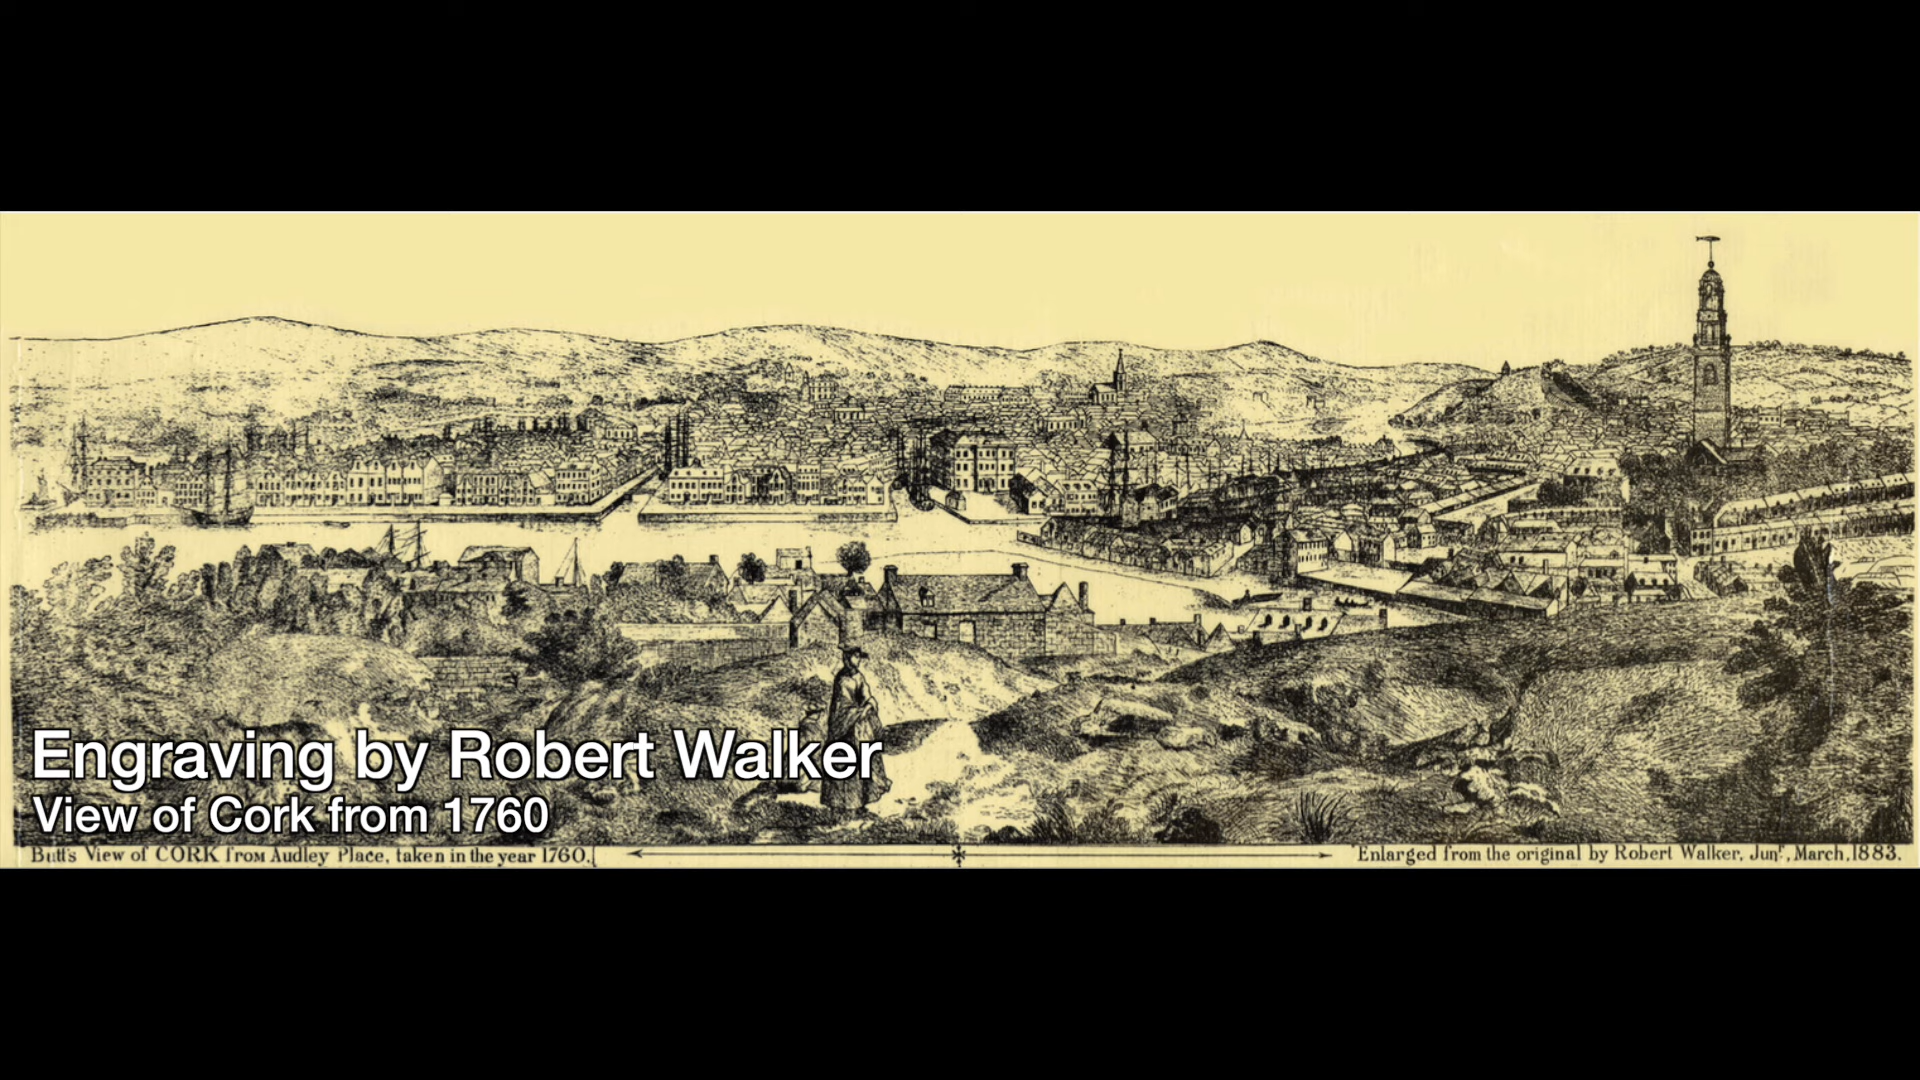 Engraving by Robert Walker
View of Cork from 1760
Butt's View of CORK from Audley Place, taken in the year 1760.
Enlarged from the original by Robert Walker, Junr., March, 1883.